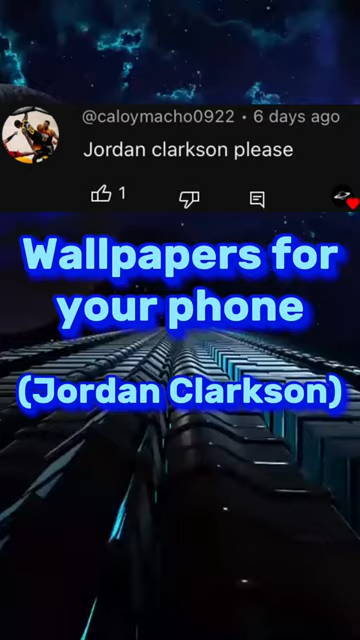 @caloymacho0922 • 6 days ago
Jordan clarkson please
1
Wallpapers for
your phone
(Jordan Clarkson)